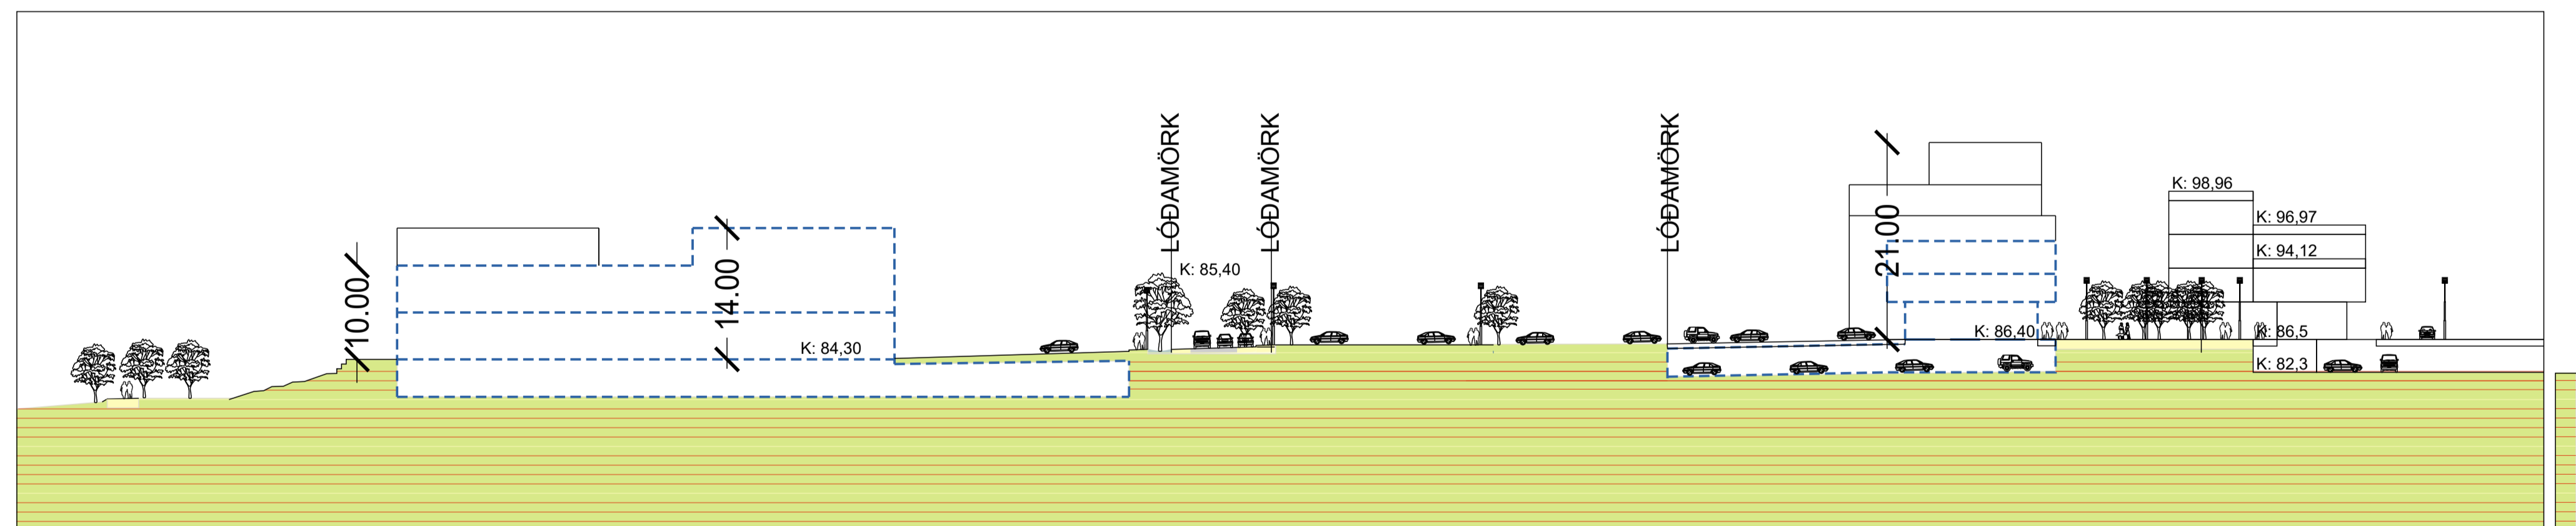 10.00
14.00
K: 84,30
LÓÐAMÖRK
K: 85,40
LÓÐAMÖRK
LÓÐAMÖRK
21.00
K: 86,40
K: 98,96
K: 96,97
K: 94,12
K: 86,5
K: 82,3